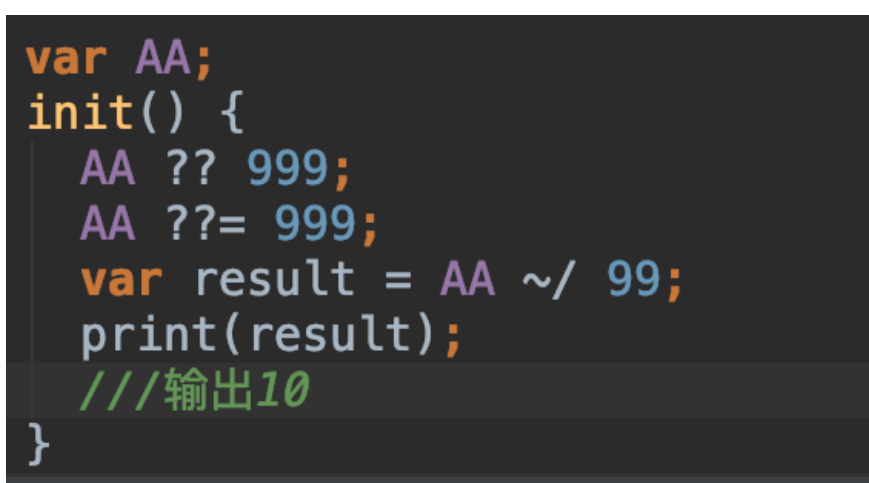 var AA;
init() {
  AA ?? 999;
  AA ??= 999;
  var result = AA ~/ 99;
  print(result);
  ///输出10
}